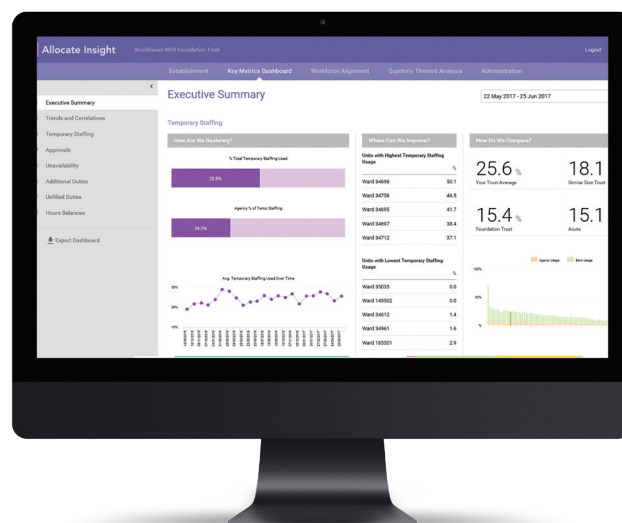 Allocate Insight
Brookhaven NHS Foundation Trust
Logout
Establishment
Key Metrics Dashboard
Workforce Alignment
Quarterly Themed Analysis
Administration
Executive Summary
Trends and Correlations
Temporary Staffing
Approvals
Unavailability
Additional Duties
Unfilled Duties
Hours Balances
Export Dashboard
Executive Summary
22 May 2017 - 25 Jun 2017
Temporary Staffing
How Are We Rostering?
% Total Temporary Staffing Used
25.6%
Agency % of Temp Staffing
34.2%
Avg. Temporary Staffing Used Over Time
Where Can We Improve?
Units with Highest Temporary Staffing
Usage
%
Ward 34698 50.1
Ward 34758 46.5
Ward 34695 41.7
Ward 34697 38.4
Ward 34712 37.1
Units with Lowest Temporary Staffing
Usage
%
Ward 35035 0.0
Ward 149502 0.0
Ward 34612 1.4
Ward 34961 1.6
Ward 185501 2.9
How Do We Compare?
25.6 %
Your Trust Average
18.1
Similar Size Trust
15.4 %
Foundation Trust
15.1
Acute
Agency Usage
Bank Usage
100%
%